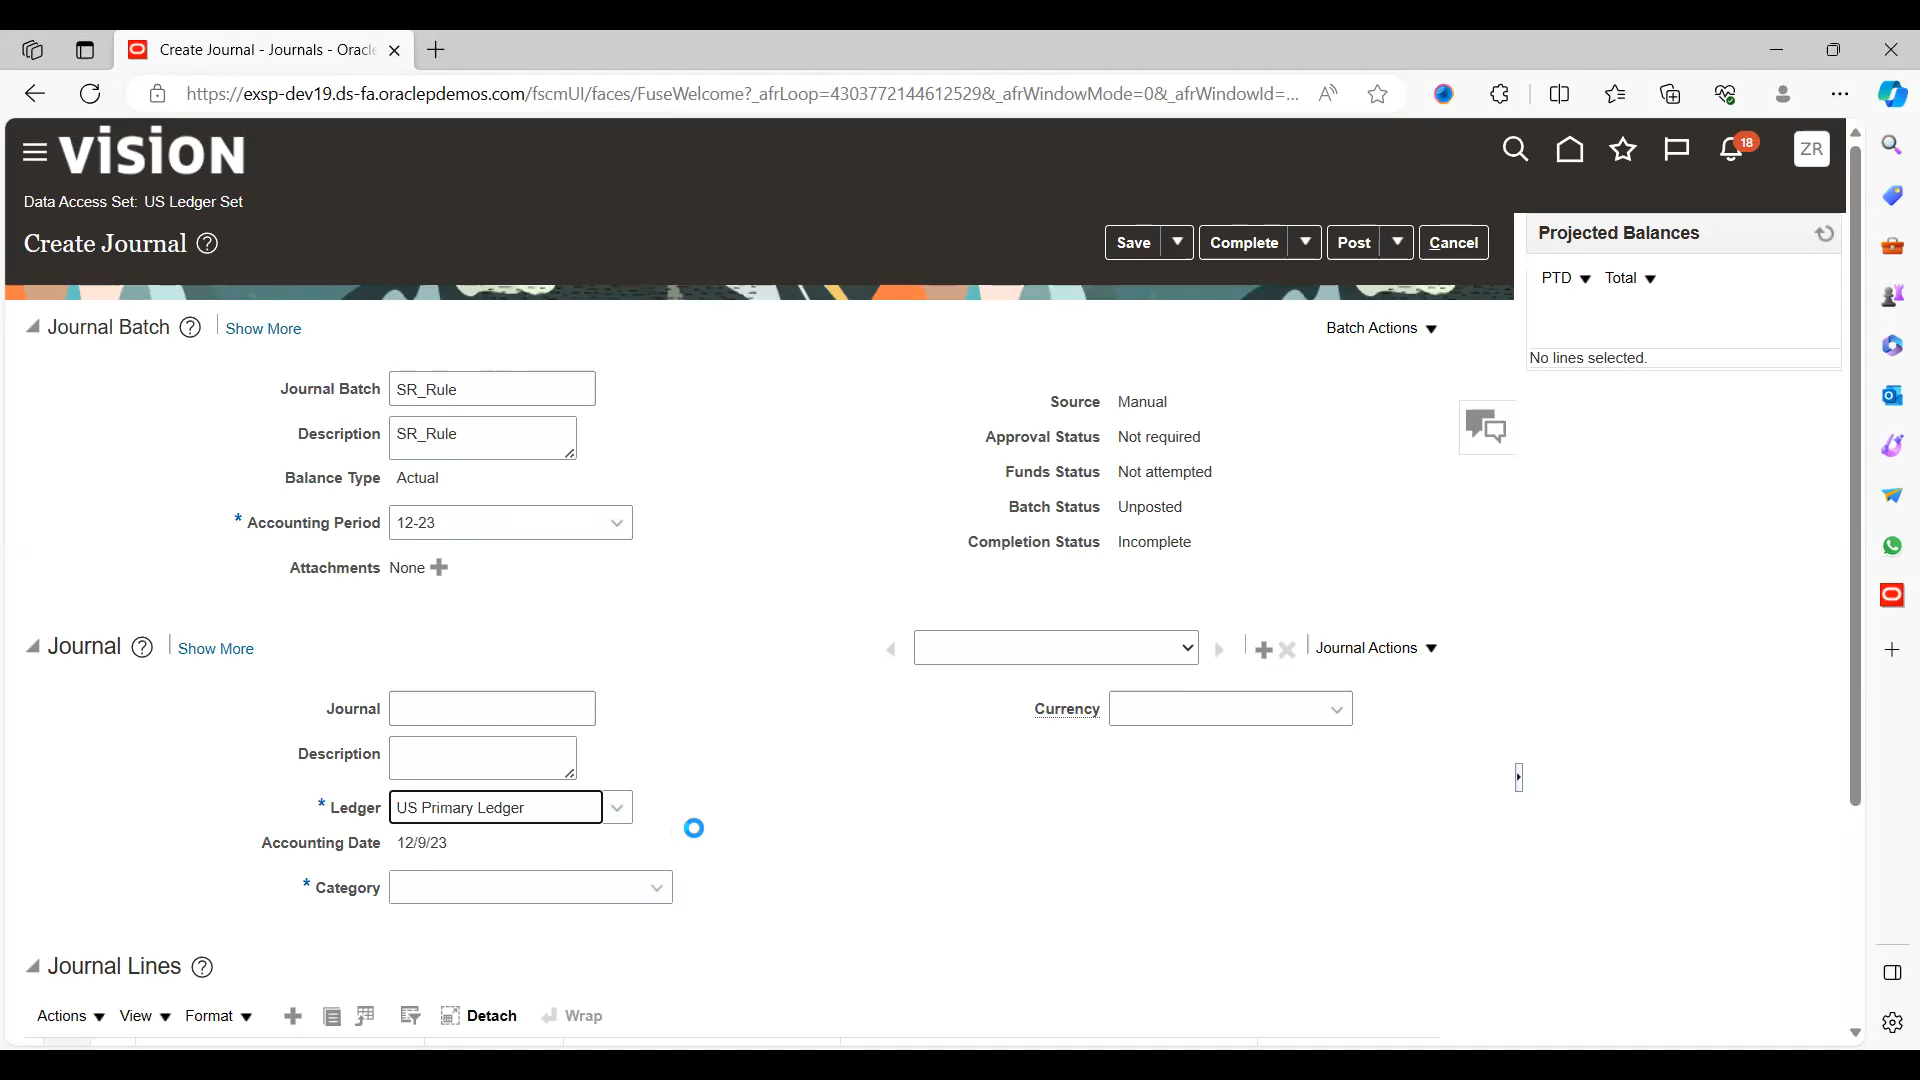 Create Journal - Journals - Oracle
https://exsp-dev19.ds-fa.oraclepdemos.com/fscmUI/faces/FuseWelcome?_afrLoop=4303772144612529&_afrWindowMode=0&_afrWindowId=...
VISION
18
ZR
Data Access Set: US Ledger Set
Create Journal
Save
Complete
Post
Cancel
Projected Balances
PTD
Total
No lines selected.
Journal Batch
Show More
Batch Actions
Journal Batch SR_Rule
Description SR_Rule
Balance Type Actual
* Accounting Period 12-23
Attachments None
Source Manual
Approval Status Not required
Funds Status Not attempted
Batch Status Unposted
Completion Status Incomplete
Journal
Show More
Journal Actions
Journal
Description
* Ledger US Primary Ledger
Accounting Date 12/9/23
* Category
Currency
Journal Lines
Actions
View
Format
Detach
Wrap